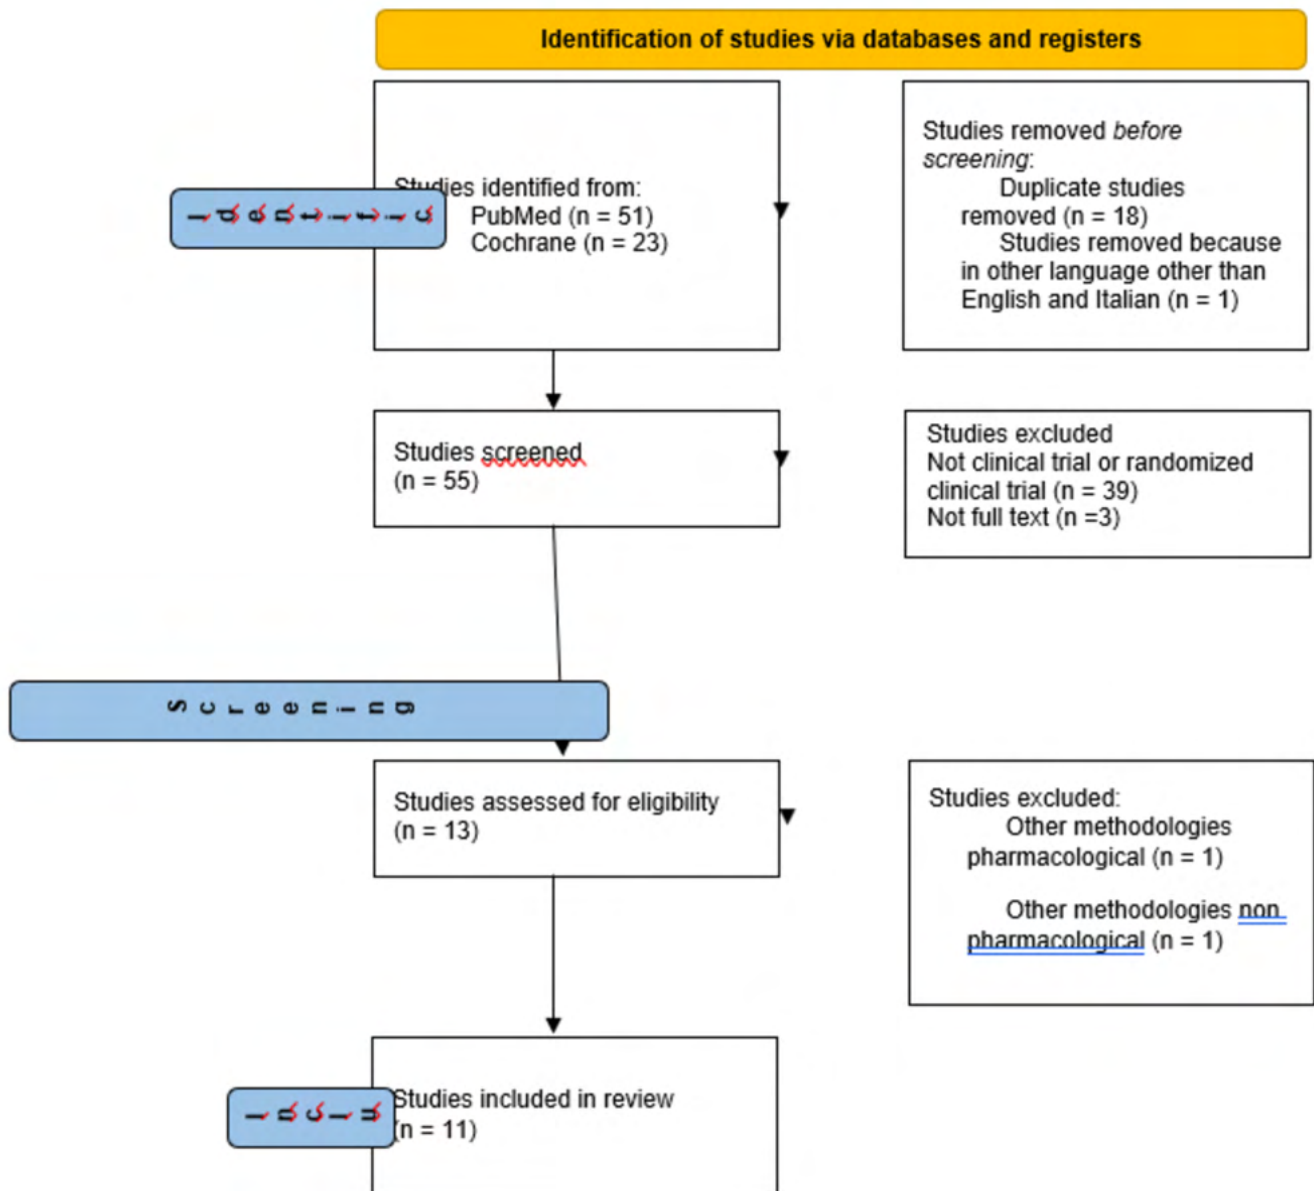 Identification of studies via databases and registers
Studies identified from:
PubMed (n = 51)
Cochrane (n = 23)
Identific
Studies removed before
screening:
Duplicate studies
removed (n = 18)
Studies removed because
in other language other than
English and Italian (n = 1)
Studies screened
(n = 55)
Studies excluded
Not clinical trial or randomized
clinical trial (n = 39)
Not full text (n =3)
Screening
Studies assessed for eligibility
(n = 13)
Studies excluded:
Other methodologies
pharmacological (n = 1)
Other methodologies non
pharmacological (n = 1)
Studies included in review
(n = 11)
Inclu